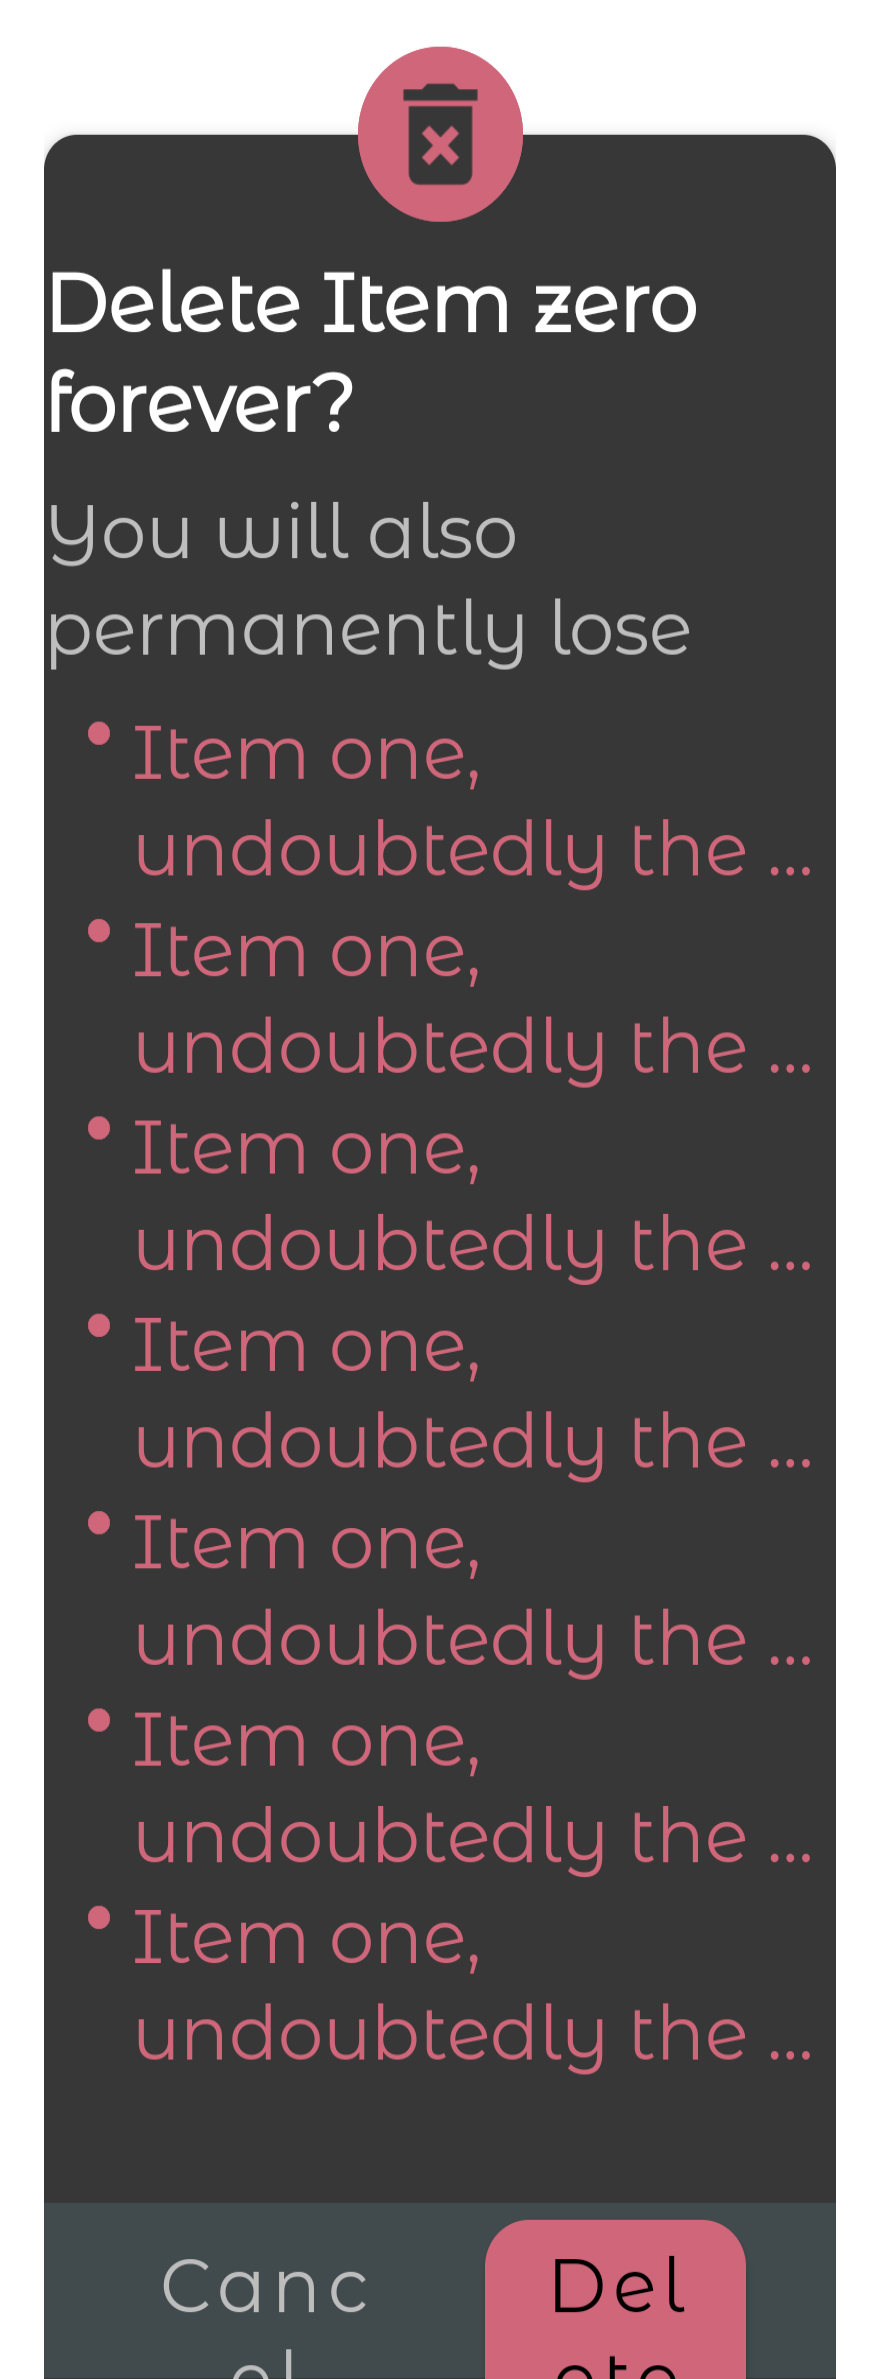 Delete Item zero
forever?
You will also
permanently lose
• Item one,
undoubtedly the ...
• Item one,
undoubtedly the ...
• Item one,
undoubtedly the ...
• Item one,
undoubtedly the ...
• Item one,
undoubtedly the ...
• Item one,
undoubtedly the ...
• Item one,
undoubtedly the ...
Canc Del
el ete